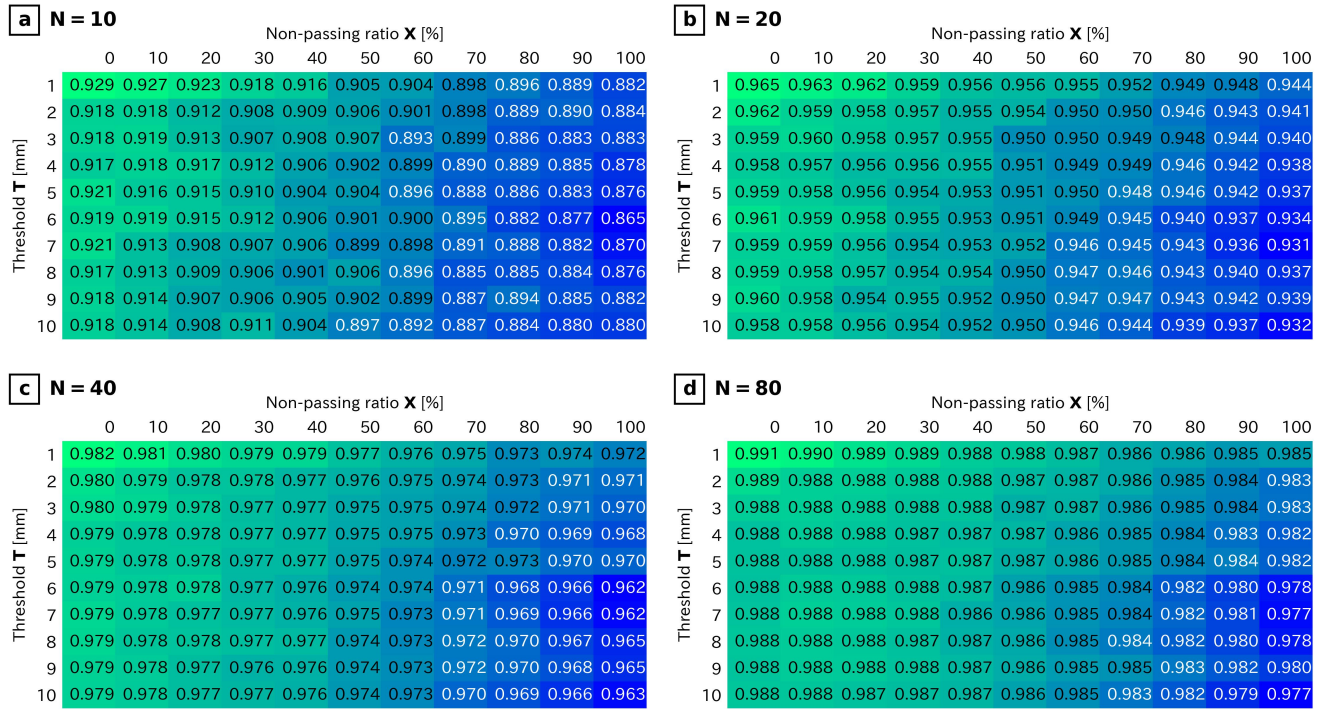 a N = 10
Non-passing ratio X [%]
0 10 20 30 40 50 60 70 80 90 100
Threshold T [mm]
1 0.929 0.927 0.923 0.918 0.916 0.905 0.904 0.898 0.896 0.889 0.882
2 0.918 0.918 0.912 0.908 0.909 0.906 0.901 0.898 0.889 0.890 0.884
3 0.918 0.919 0.913 0.907 0.908 0.907 0.893 0.899 0.886 0.883 0.883
4 0.917 0.918 0.917 0.912 0.906 0.902 0.899 0.890 0.889 0.885 0.878
5 0.921 0.916 0.915 0.910 0.904 0.904 0.896 0.888 0.886 0.883 0.876
6 0.919 0.919 0.915 0.912 0.906 0.901 0.900 0.895 0.882 0.877 0.865
7 0.921 0.913 0.908 0.907 0.906 0.899 0.898 0.891 0.888 0.882 0.870
8 0.917 0.913 0.909 0.906 0.901 0.906 0.896 0.885 0.885 0.884 0.876
9 0.918 0.914 0.907 0.906 0.905 0.902 0.899 0.887 0.894 0.885 0.882
10 0.918 0.914 0.908 0.911 0.904 0.897 0.892 0.887 0.884 0.880 0.880
b N = 20
Non-passing ratio X [%]
0 10 20 30 40 50 60 70 80 90 100
Threshold T [mm]
1 0.965 0.963 0.962 0.959 0.956 0.956 0.955 0.952 0.949 0.948 0.944
2 0.962 0.959 0.958 0.957 0.955 0.954 0.950 0.950 0.946 0.943 0.941
3 0.959 0.960 0.958 0.957 0.955 0.950 0.950 0.949 0.948 0.944 0.940
4 0.958 0.957 0.956 0.956 0.955 0.951 0.949 0.949 0.946 0.942 0.938
5 0.959 0.958 0.956 0.954 0.953 0.951 0.950 0.948 0.946 0.942 0.937
6 0.961 0.959 0.958 0.955 0.953 0.951 0.949 0.945 0.940 0.937 0.934
7 0.959 0.956 0.956 0.954 0.953 0.952 0.946 0.945 0.943 0.936 0.931
8 0.959 0.958 0.957 0.954 0.954 0.950 0.947 0.946 0.943 0.940 0.937
9 0.960 0.958 0.954 0.955 0.952 0.950 0.947 0.947 0.943 0.942 0.939
10 0.958 0.958 0.956 0.954 0.952 0.950 0.946 0.944 0.939 0.937 0.932
c N = 40
Non-passing ratio X [%]
0 10 20 30 40 50 60 70 80 90 100
Threshold T [mm]
1 0.982 0.981 0.980 0.979 0.979 0.977 0.976 0.975 0.973 0.974 0.972
2 0.980 0.979 0.978 0.978 0.977 0.976 0.975 0.974 0.973 0.971 0.971
3 0.980 0.979 0.978 0.977 0.977 0.975 0.975 0.974 0.972 0.971 0.970
4 0.979 0.978 0.978 0.977 0.977 0.975 0.975 0.973 0.970 0.969 0.968
5 0.979 0.978 0.978 0.977 0.977 0.975 0.974 0.972 0.973 0.970 0.970
6 0.979 0.978 0.978 0.977 0.976 0.974 0.974 0.971 0.968 0.966 0.962
7 0.979 0.978 0.977 0.977 0.976 0.975 0.973 0.971 0.969 0.966 0.962
8 0.979 0.978 0.978 0.977 0.977 0.974 0.973 0.972 0.970 0.967 0.965
9 0.979 0.978 0.977 0.976 0.976 0.974 0.973 0.972 0.970 0.968 0.965
10 0.979 0.978 0.977 0.977 0.976 0.974 0.973 0.970 0.969 0.966 0.963
d N = 80
Non-passing ratio X [%]
0 10 20 30 40 50 60 70 80 90 100
Threshold T [mm]
1 0.991 0.990 0.989 0.989 0.988 0.988 0.987 0.986 0.986 0.985 0.985
2 0.989 0.988 0.988 0.988 0.988 0.987 0.987 0.986 0.985 0.984 0.983
3 0.988 0.988 0.988 0.988 0.988 0.987 0.987 0.986 0.985 0.984 0.983
4 0.988 0.988 0.988 0.987 0.987 0.986 0.986 0.985 0.984 0.983 0.982
5 0.988 0.988 0.987 0.988 0.987 0.986 0.986 0.985 0.984 0.984 0.982
6 0.988 0.988 0.988 0.988 0.987 0.986 0.985 0.984 0.982 0.980 0.978
7 0.988 0.988 0.988 0.988 0.986 0.986 0.985 0.984 0.982 0.981 0.977
8 0.988 0.988 0.988 0.987 0.987 0.986 0.985 0.984 0.982 0.980 0.978
9 0.988 0.988 0.988 0.988 0.987 0.986 0.985 0.985 0.983 0.982 0.980
10 0.988 0.988 0.987 0.987 0.986 0.986 0.985 0.983 0.982 0.979 0.977